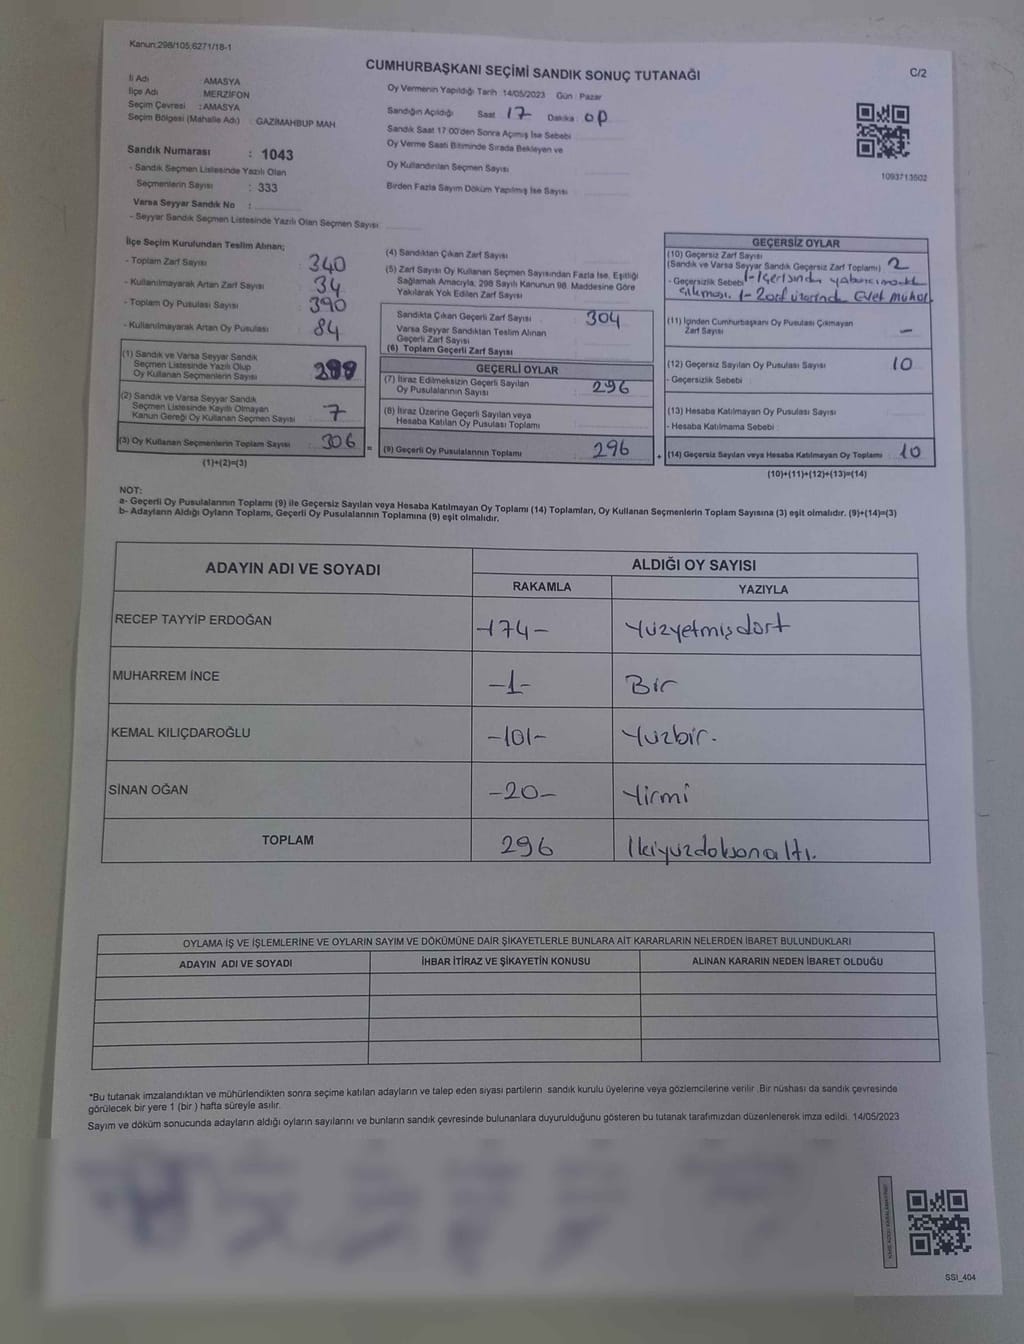 Kanun:298/105;6271/18-1
CUMHURBAŞKANI SEÇİMİ SANDIK SONUÇ TUTANAĞI
C/2
İl Adı : AMASYA
İlçe Adı : MERZİFON
Seçim Çevresi : AMASYA
Seçim Bölgesi (Mahalle Adı) : GAZİMAHBUP MAH
Sandık Numarası : 1043
- Sandık Seçmen Listesinde Yazılı Olan
Seçmenlerin Sayısı : 333
Varsa Seyyar Sandık No :
- Seyyar Sandık Seçmen Listesinde Yazılı Olan Seçmen Sayısı
Oy Vermenin Yapıldığı Tarih 14/05/2023 Gün : Pazar
Sandığın Açıldığı Saat : 17 Dakika :
Sandık Saat 17:00'den Sonra Açımış İse Sebebi
Oy Verme Saati Bitiminde Sırada Bekleyen ve
Oy Kullandırılan Seçmen Sayısı
Birden Fazla Sayım Döküm Yapılmış İse Sayısı
1093713502
İlçe Seçim Kurulundan Teslim Alınan;
- Toplam Zarf Sayısı : 340
- Kullanılmayarak Artan Zarf Sayısı : 34
- Toplam Oy Pusulası Sayısı : 390
- Kullanılmayarak Artan Oy Pusulası : 84
(1) Sandık ve Varsa Seyyar Sandık
Seçmen Listesinde Yazılı Olup
Oy Kullanan Seçmenlerin Sayısı
(2) Sandık ve Varsa Seyyar Sandık
Seçmen Listesinde Kayıtlı Olmayan
Kanun Gereği Oy Kullanan Seçmen Sayısı : 7
(3) Oy Kullanan Seçmenlerin Toplam Sayısı : 306
(1)+(2)=(3)
(4) Sandıktan Çıkan Zarf Sayısı
(5) Zarf Sayısı Oy Kullanan Seçmen Sayısından Fazla İse, Eşitliği
Sağlamak Amacıyla, 298 Sayılı Kanunun 98. Maddesine Göre
Yakılarak Yok Edilen Zarf Sayısı
Sandıkta Çıkan Geçerli Zarf Sayısı : 304
Varsa Seyyar Sandıktan Teslim Alınan
Geçerli Zarf Sayısı
(6) Toplam Geçerli Zarf Sayısı
GEÇERLİ OYLAR
(7) İtiraz Edilmeksizin Geçerli Sayılan
Oy Pusulalarının Sayısı : 296
(8) İtiraz Üzerine Geçerli Sayılan veya
Hesaba Katılan Oy Pusulası Toplamı
= (9) Geçerli Oy Pusulalarının Toplamı : 296
GEÇERSİZ OYLAR
(10) Geçersiz Zarf Sayısı
(Sandık ve Varsa Seyyar Sandık Geçersiz Zarf Toplamı) : 2
- Geçersizlik Sebebi : 1- İçerisinden yabancı
çıkması. 1- Zarf üzerinde Evet Mühür
(11) İçinden Cumhurbaşkanı Oy Pusulası Çıkmayan
Zarf Sayısı : -
(12) Geçersiz Sayılan Oy Pusulası Sayısı : 10
- Geçersizlik Sebebi :
(13) Hesaba Katılmayan Oy Pusulası Sayısı
- Hesaba Katılmama Sebebi :
+ (14) Geçersiz Sayılan veya Hesaba Katılmayan Oy Toplamı : 10
(10)+(11)+(12)+(13)=(14)
NOT:
a- Geçerli Oy Pusulalarının Toplamı (9) ile Geçersiz Sayılan veya Hesaba Katılmayan Oy Toplamı (14) Toplamları, Oy Kullanan Seçmenlerin Toplam Sayısına (3) eşit olmalıdır. (9)+(14)=(3)
b- Adayların Aldığı Oyların Toplamı, Geçerli Oy Pusulalarının Toplamına (9) eşit olmalıdır.
ADAYIN ADI VE SOYADI
ALDIĞI OY SAYISI
RAKAMLA YAZIYLA
RECEP TAYYİP ERDOĞAN -174- Yüzyetmişdört
MUHARREM İNCE -1- Bir
KEMAL KILIÇDAROĞLU -101- Yüzbir.
SİNAN OĞAN -20- Yirmi
TOPLAM 296 İkiyüzdoksanaltı.
OYLAMA İŞ VE İŞLEMLERİNE VE OYLARIN SAYIM VE DÖKÜMÜNE DAİR ŞİKAYETLERLE BUNLARA AİT KARARLARIN NELERDEN İBARET BULUNDUKLARI
ADAYIN ADI VE SOYADI İHBAR İTİRAZ VE ŞİKAYETİN KONUSU ALINAN KARARIN NEDEN İBARET OLDUĞU
*Bu tutanak imzalandıktan ve mühürlendikten sonra seçime katılan adayların ve talep eden siyasi partilerin sandık kurulu üyelerine veya gözlemcilerine verilir .Bir nüshası da sandık çevresinde
görülecek bir yere 1 (bir ) hafta süreyle asılır.
Sayım ve döküm sonucunda adayların aldığı oyların sayılarını ve bunların sandık çevresinde bulunanlara duyurulduğunu gösteren bu tutanak tarafımızdan düzenlenerek imza edildi. 14/05/2023
SSI_404